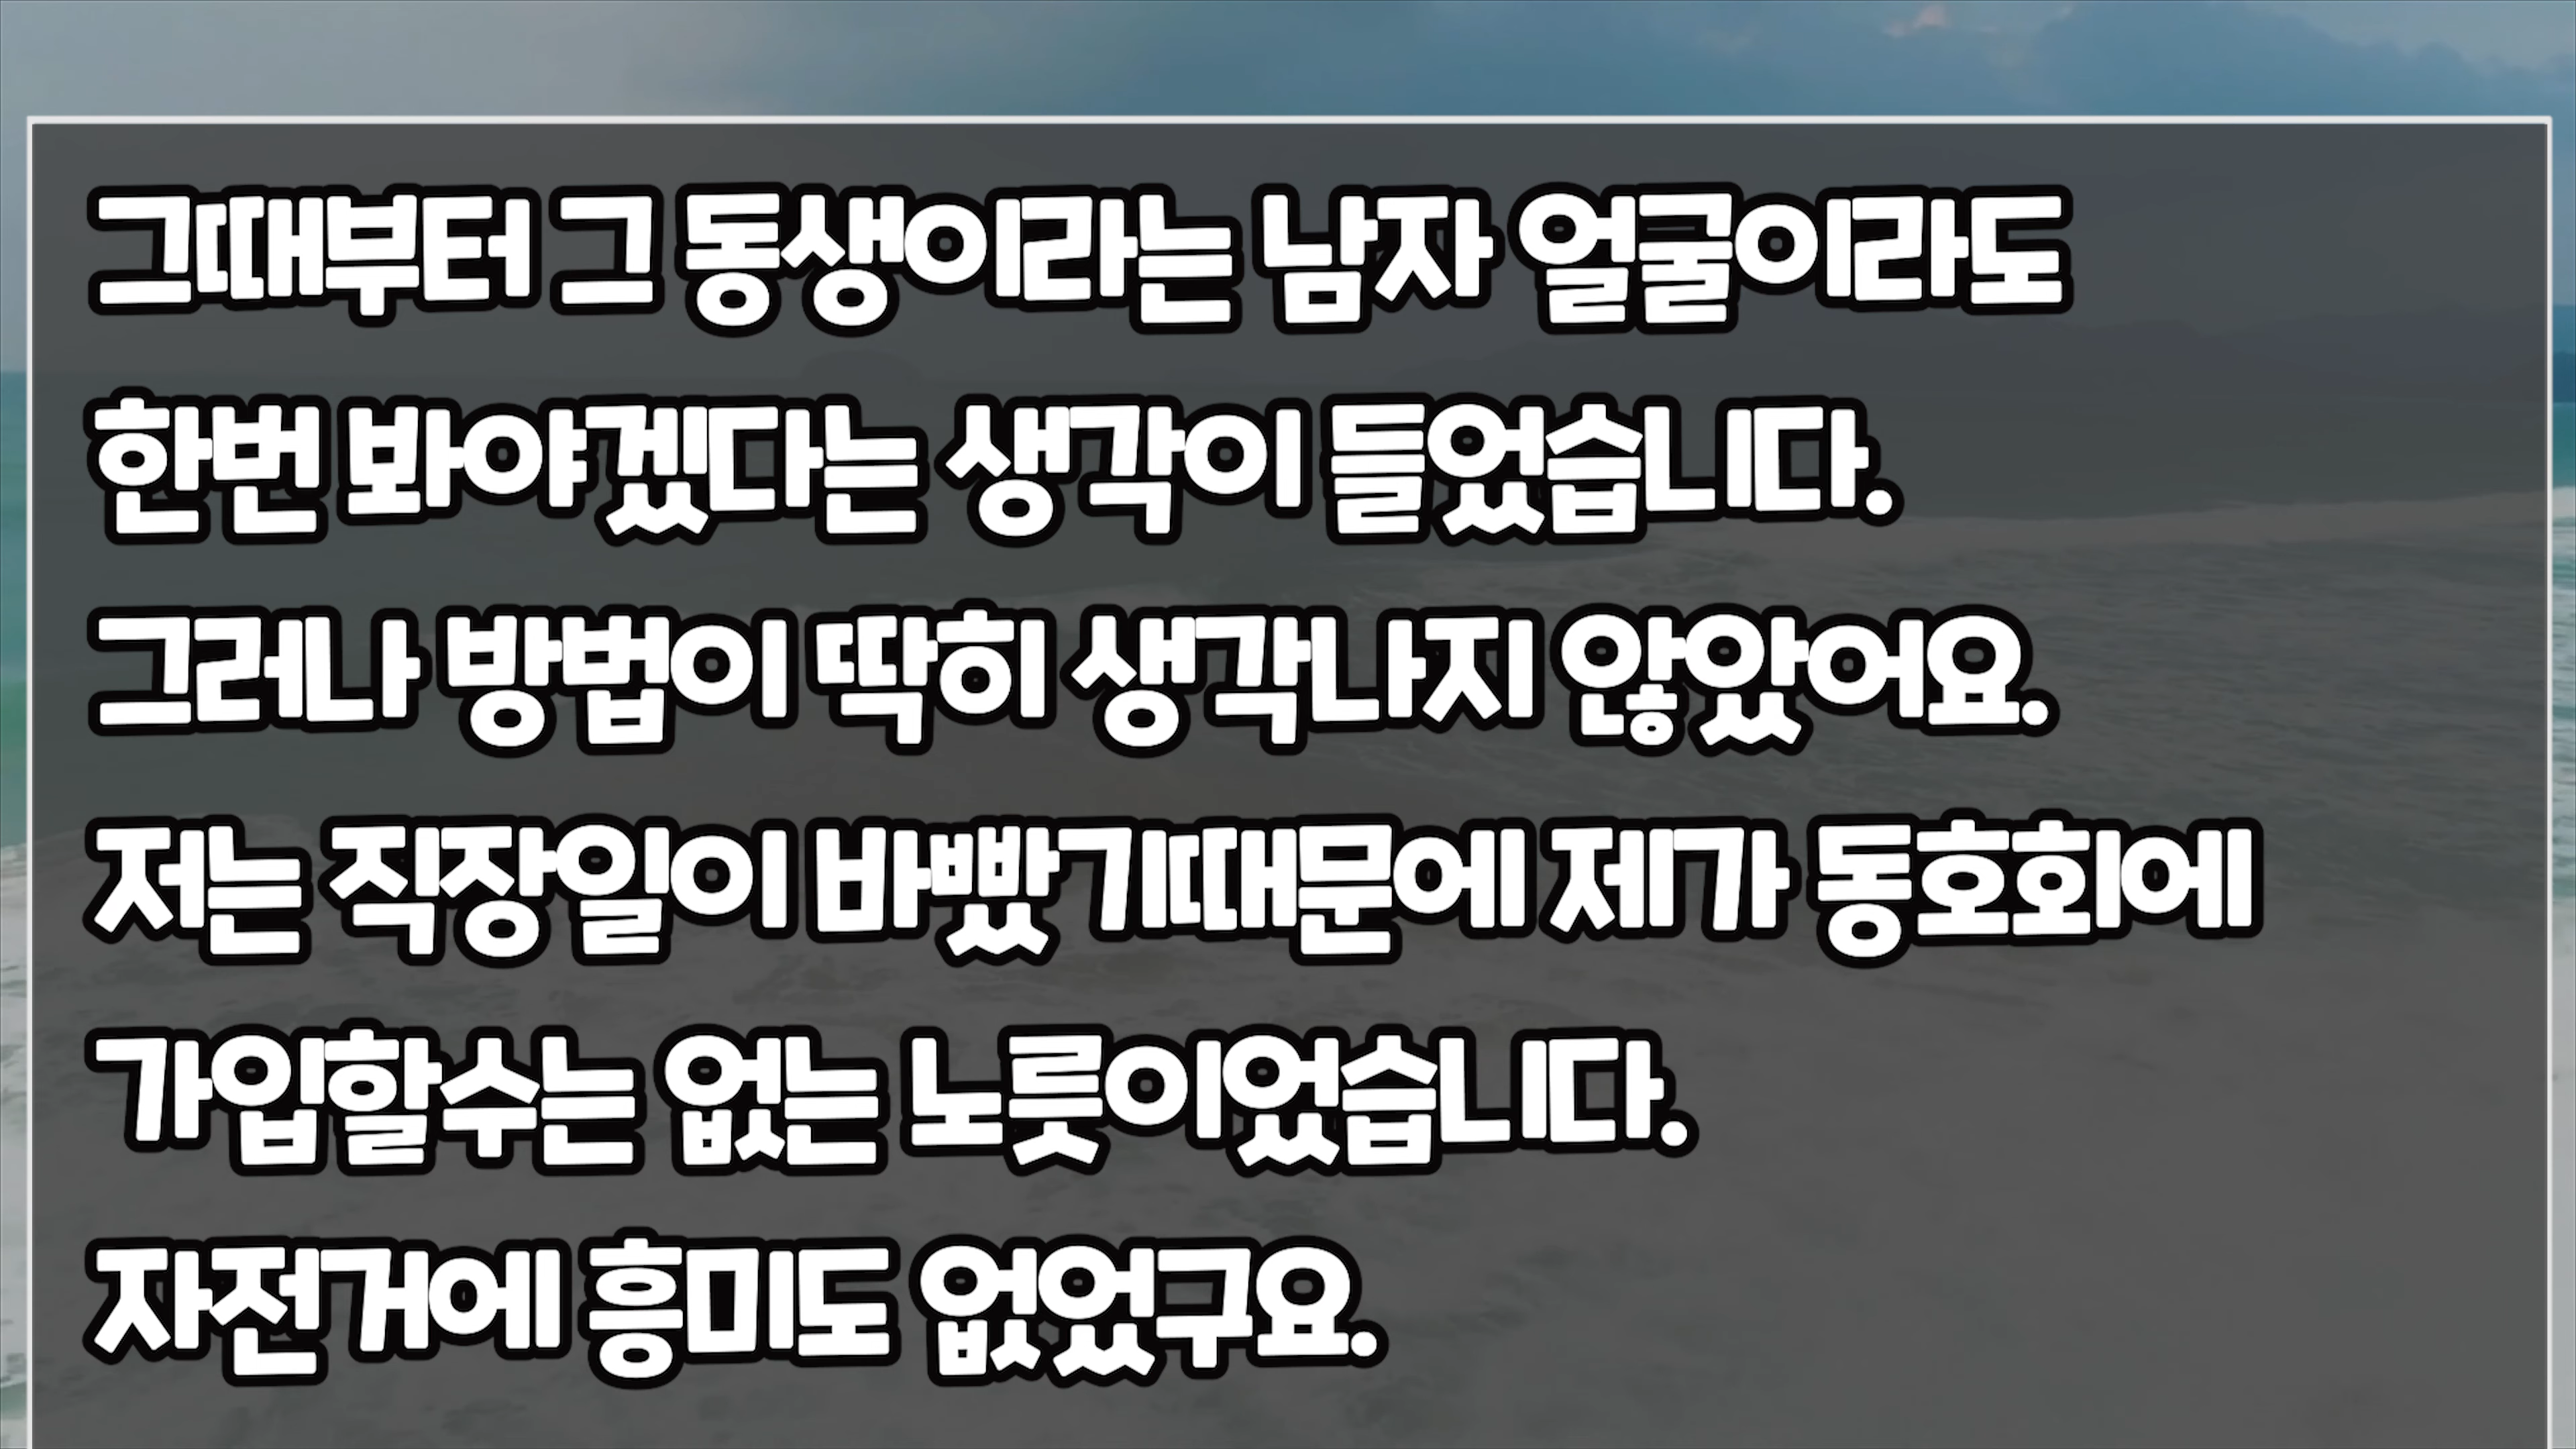 그때부터 그 동생이라는 남자 얼굴이라도
한번 봐야겠다는 생각이 들었습니다.
그러나 방법이 딱히 생각나지 않았어요.
저는 직장일이 바빴기때문에 제가 동호회에
가입할수는 없는 노릇이었습니다.
자전거에 흥미도 없었구요.